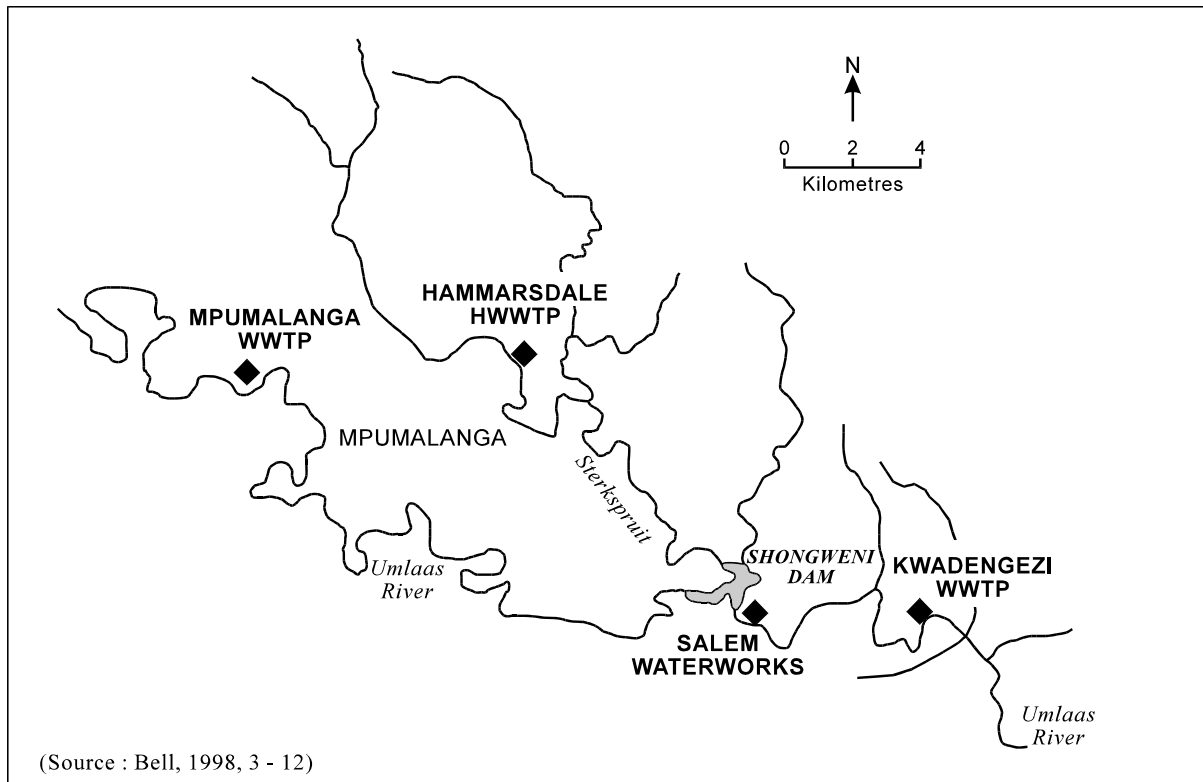 N
0 2 4
Kilometres
HAMMARSDALE
HWWTP
MPUMALANGA
WWTP
MPUMALANGA
Sterkspruit
Umlaas
River
SHONGWENI
DAM
KWADENGEZI
WWTP
SALEM
WATERWORKS
Umlaas
River
(Source : Bell, 1998, 3 - 12)